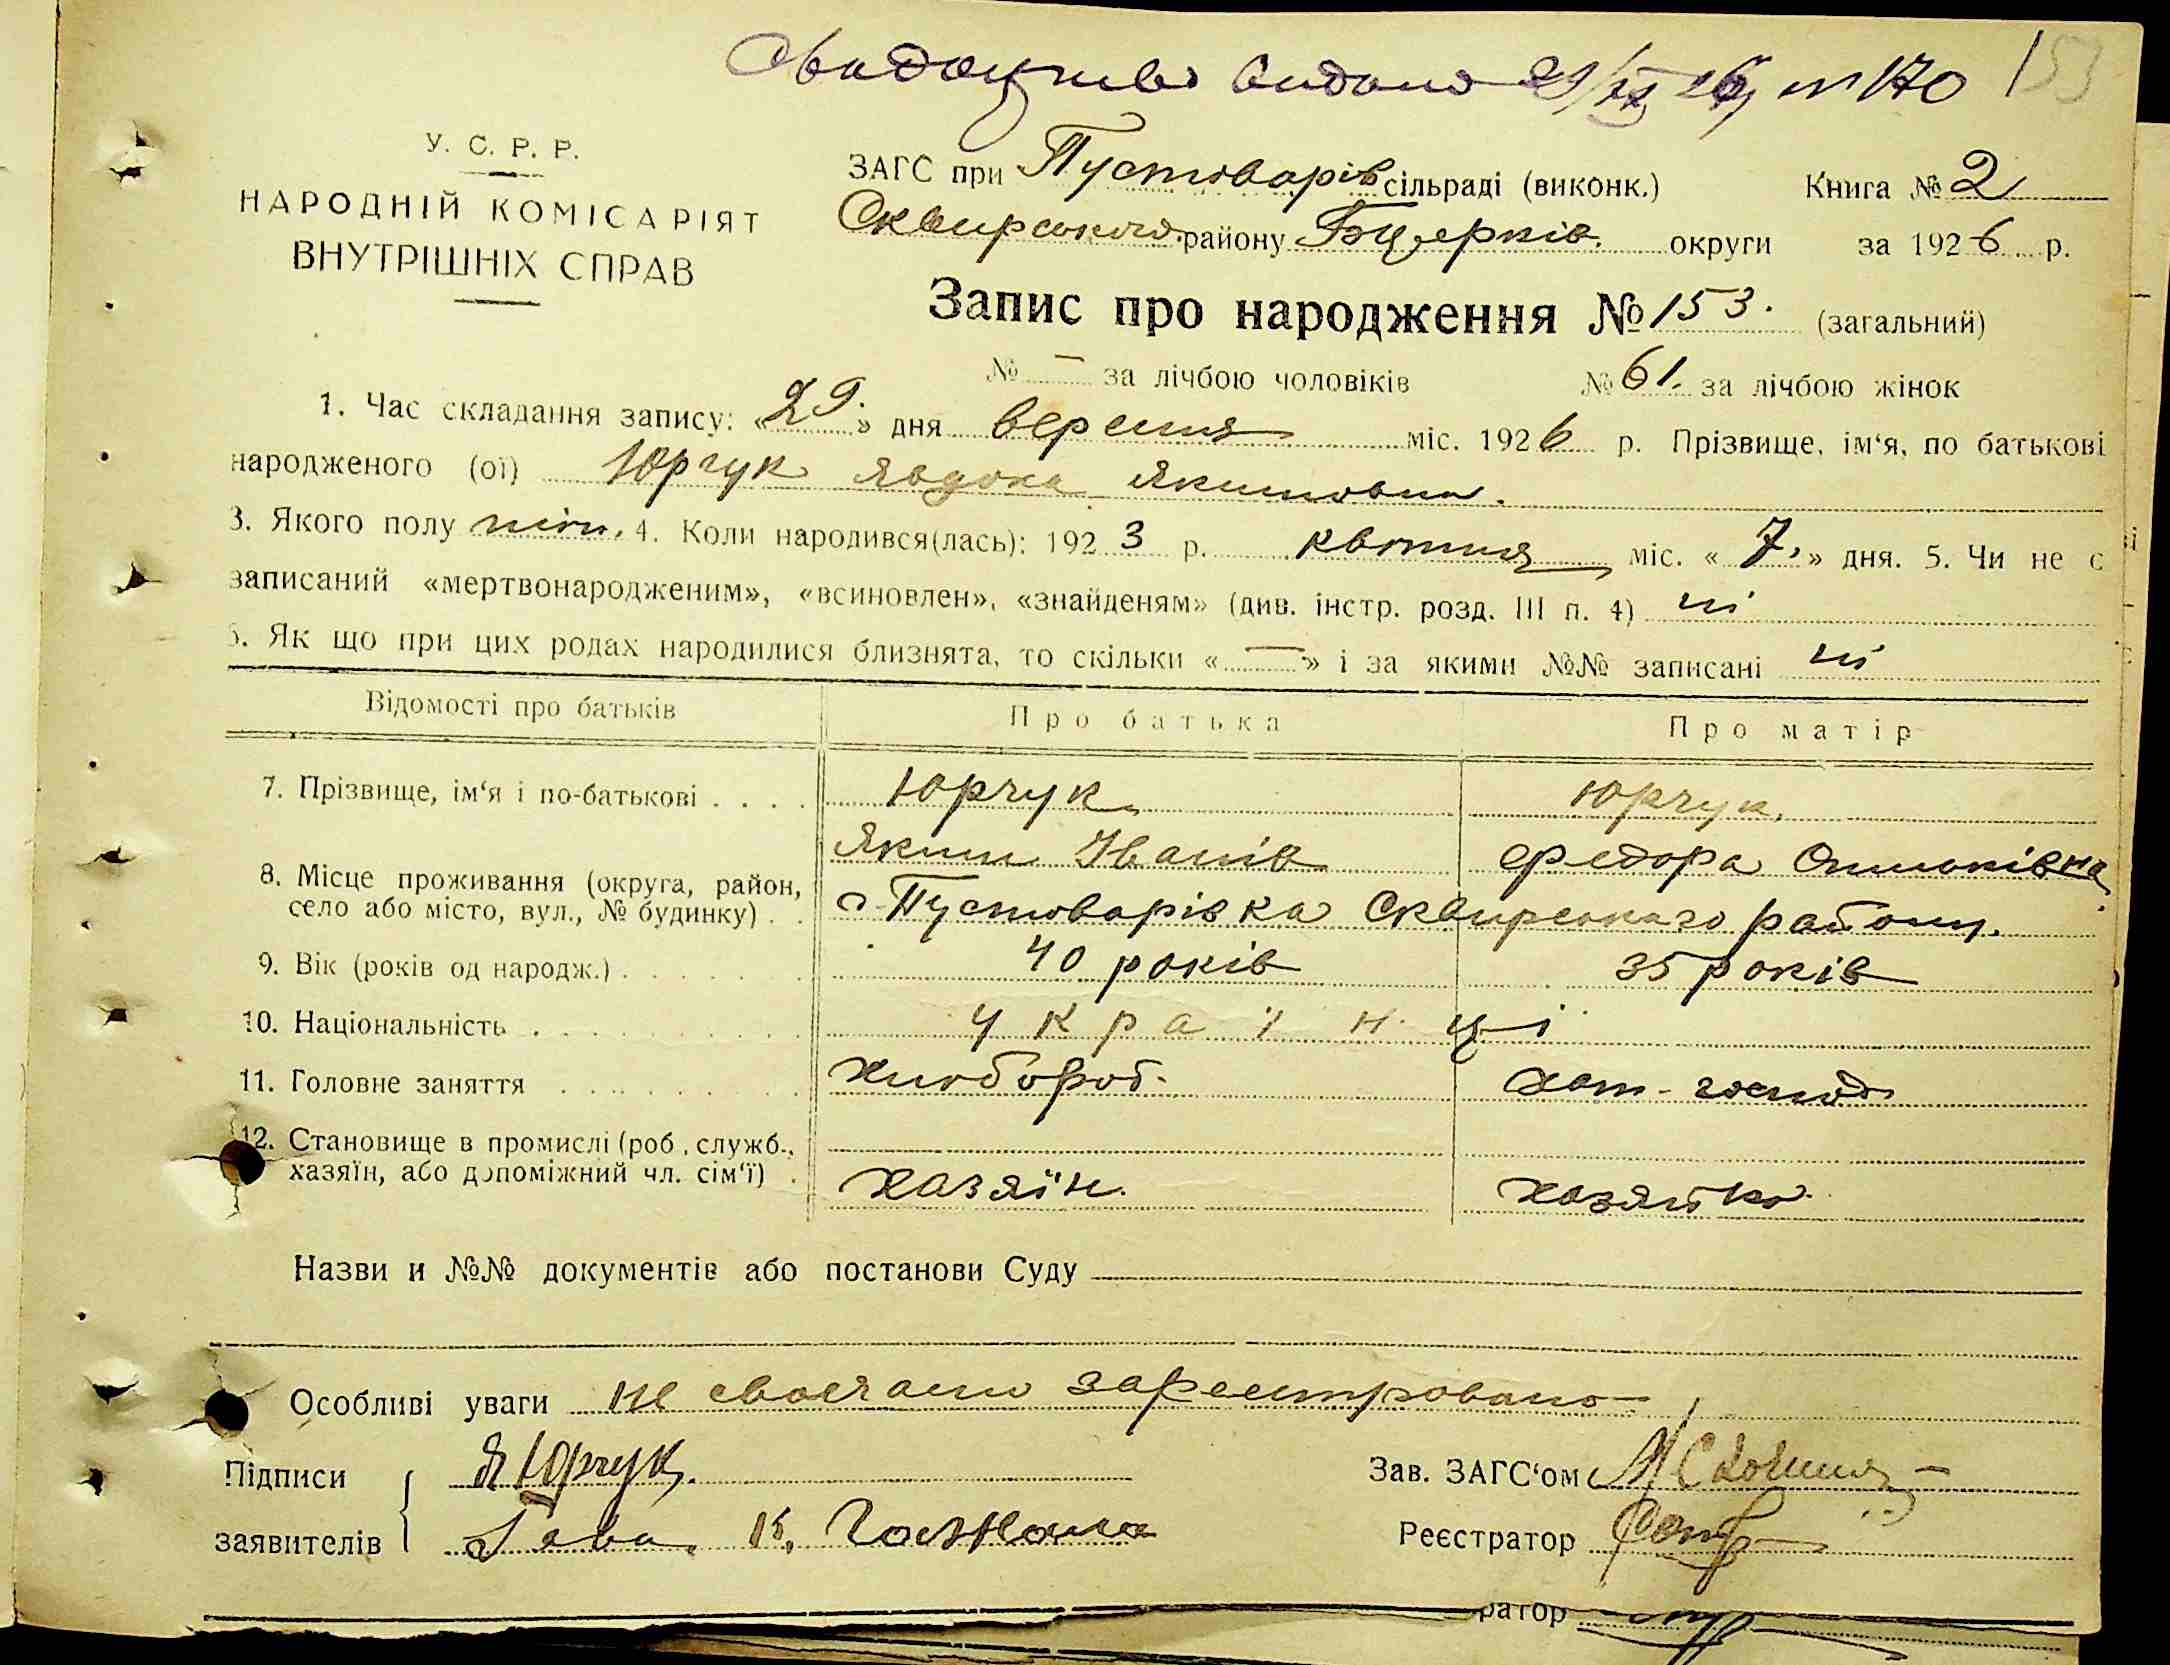 видано 29/IX 26 № 170 153
У. С. Р. Р.
НАРОДНІЙ КОМІСАРІЯТ
ВНУТРІШНІХ СПРАВ
ЗАГС при Пустоварів сільраді (виконк.) Книга № 2
Сквирського району Бцерків. округи за 1926 р.
Запис про народження № 153. (загальний)
№ — за лічбою чоловіків № 61. за лічбою жінок
1. Час складання запису: «29.» дня вересня міс. 1926 р. Прізвище, ім‘я, по батькові
народженого (ої) Юрчук Явдоха Якимовна.
3. Якого полу жін. 4. Коли народився(лась): 1923 р. квітня міс. «7.» дня. 5. Чи не є
записаний «мертвонародженим», «всиновлен», «знайденям» (див. інстр. розд. III п. 4) ні
6. Як що при цих родах народилися близнята, то скільки «—» і за якими №№ записані ні
Відомості про батьків Про батька Про матір
7. Прізвище, ім‘я і по-батькові . . . . Юрчук Юрчук,
Яким Іванів Федора
8. Місце проживання (округа, район,
село або місто, вул., № будинку) . . с Пустоварівка Сквирського району.
9. Вік (років од народж.) . . . . . . 40 років 35 років
10. Національність . . . . . . . . українці
11. Головне заняття . . . . . . . . хлібороб. хат-господ
12. Становище в промислі (роб., служб.,
хазяїн, або допоміжний чл. сім‘ї) . хазяїн. хазяйка
Назви и №№ документів або постанови Суду
Особливі уваги не своєчасно зареестровано
Підписи Я Юрчук. Зав. ЗАГС‘ом
заявителів К. Реєстратор
ратор